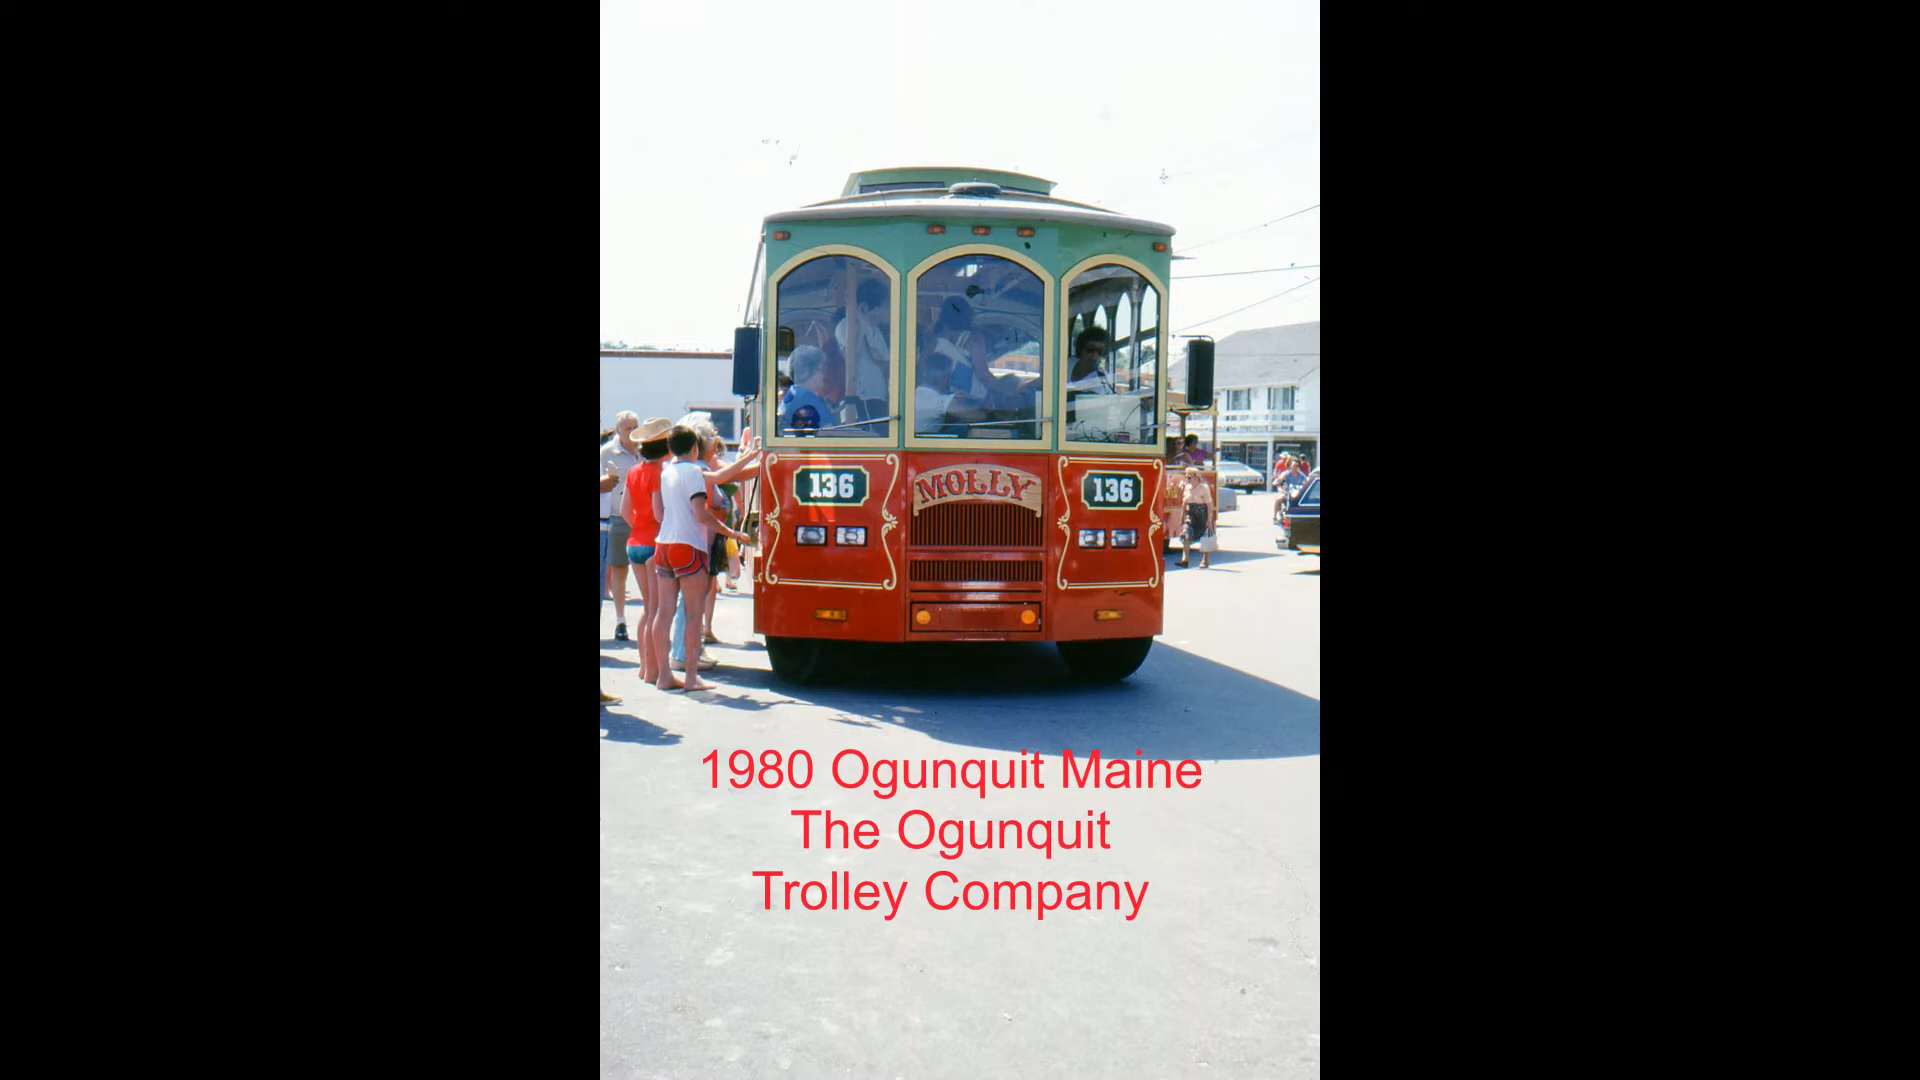 136
MOLLY
136
1980 Ogunquit Maine
The Ogunquit
Trolley Company